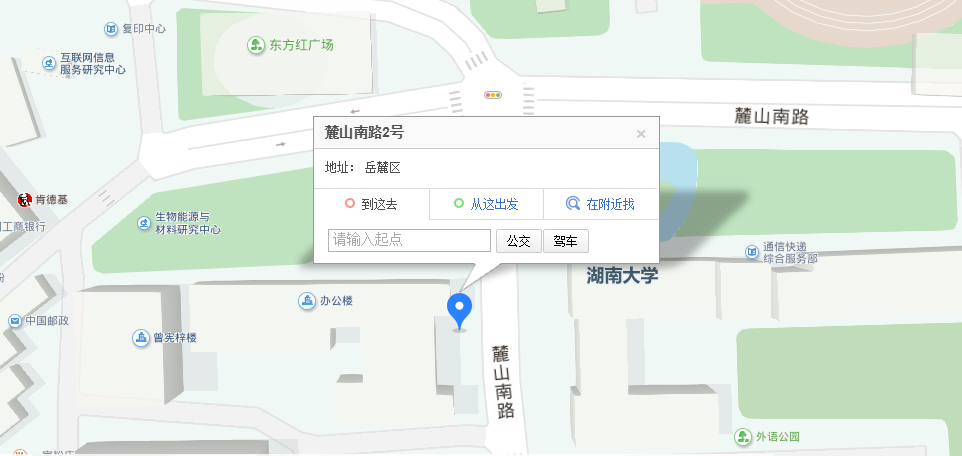 复印中心
东方红广场
互联网信息
服务研究中心
麓山南路
麓山南路2号
×
地址： 岳麓区
到这去
从这出发
在附近找
请输入起点
公交
驾车
肯德基
工商银行
生物能源与
材料研究中心
通信快递
综合服务部
湖南大学
办公楼
中国邮政
曾宪梓楼
麓山南路
外语公园